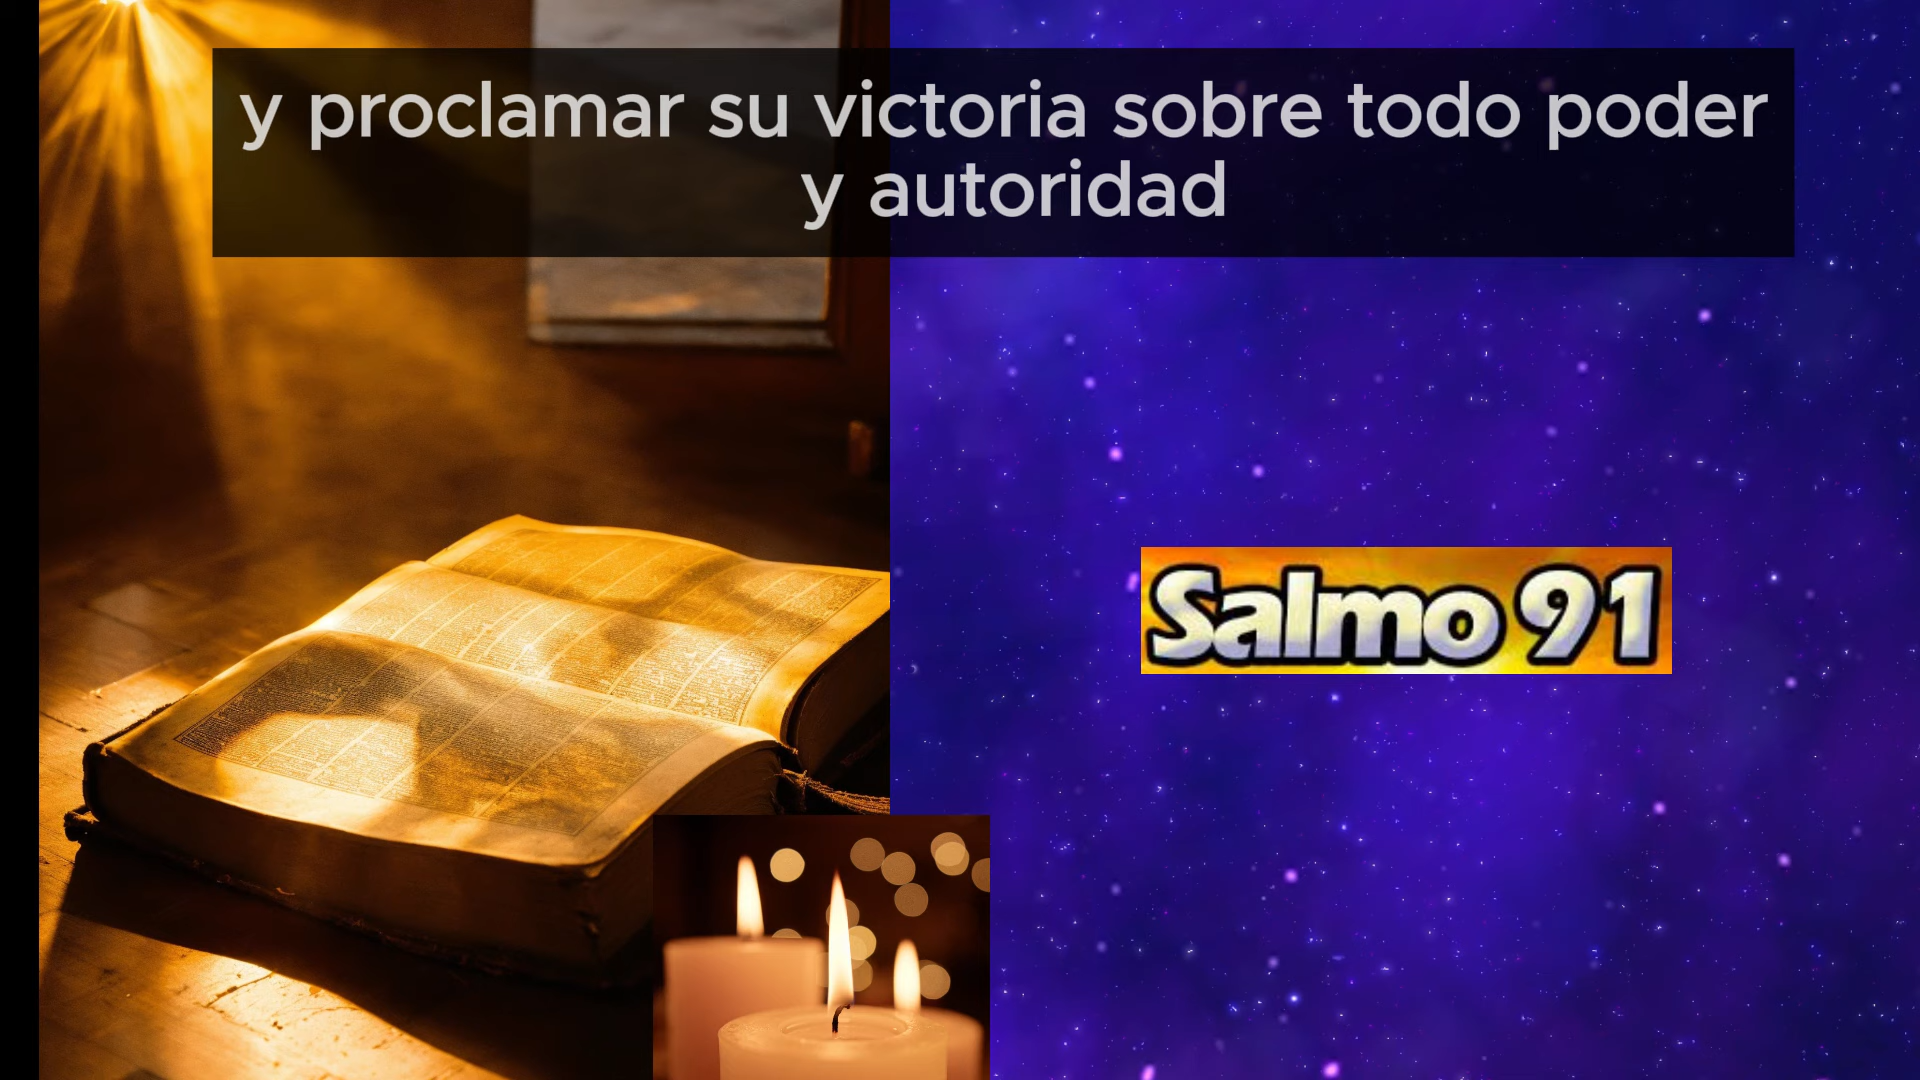 y proclamar su victoria sobre todo poder
y autoridad
Salmo 91